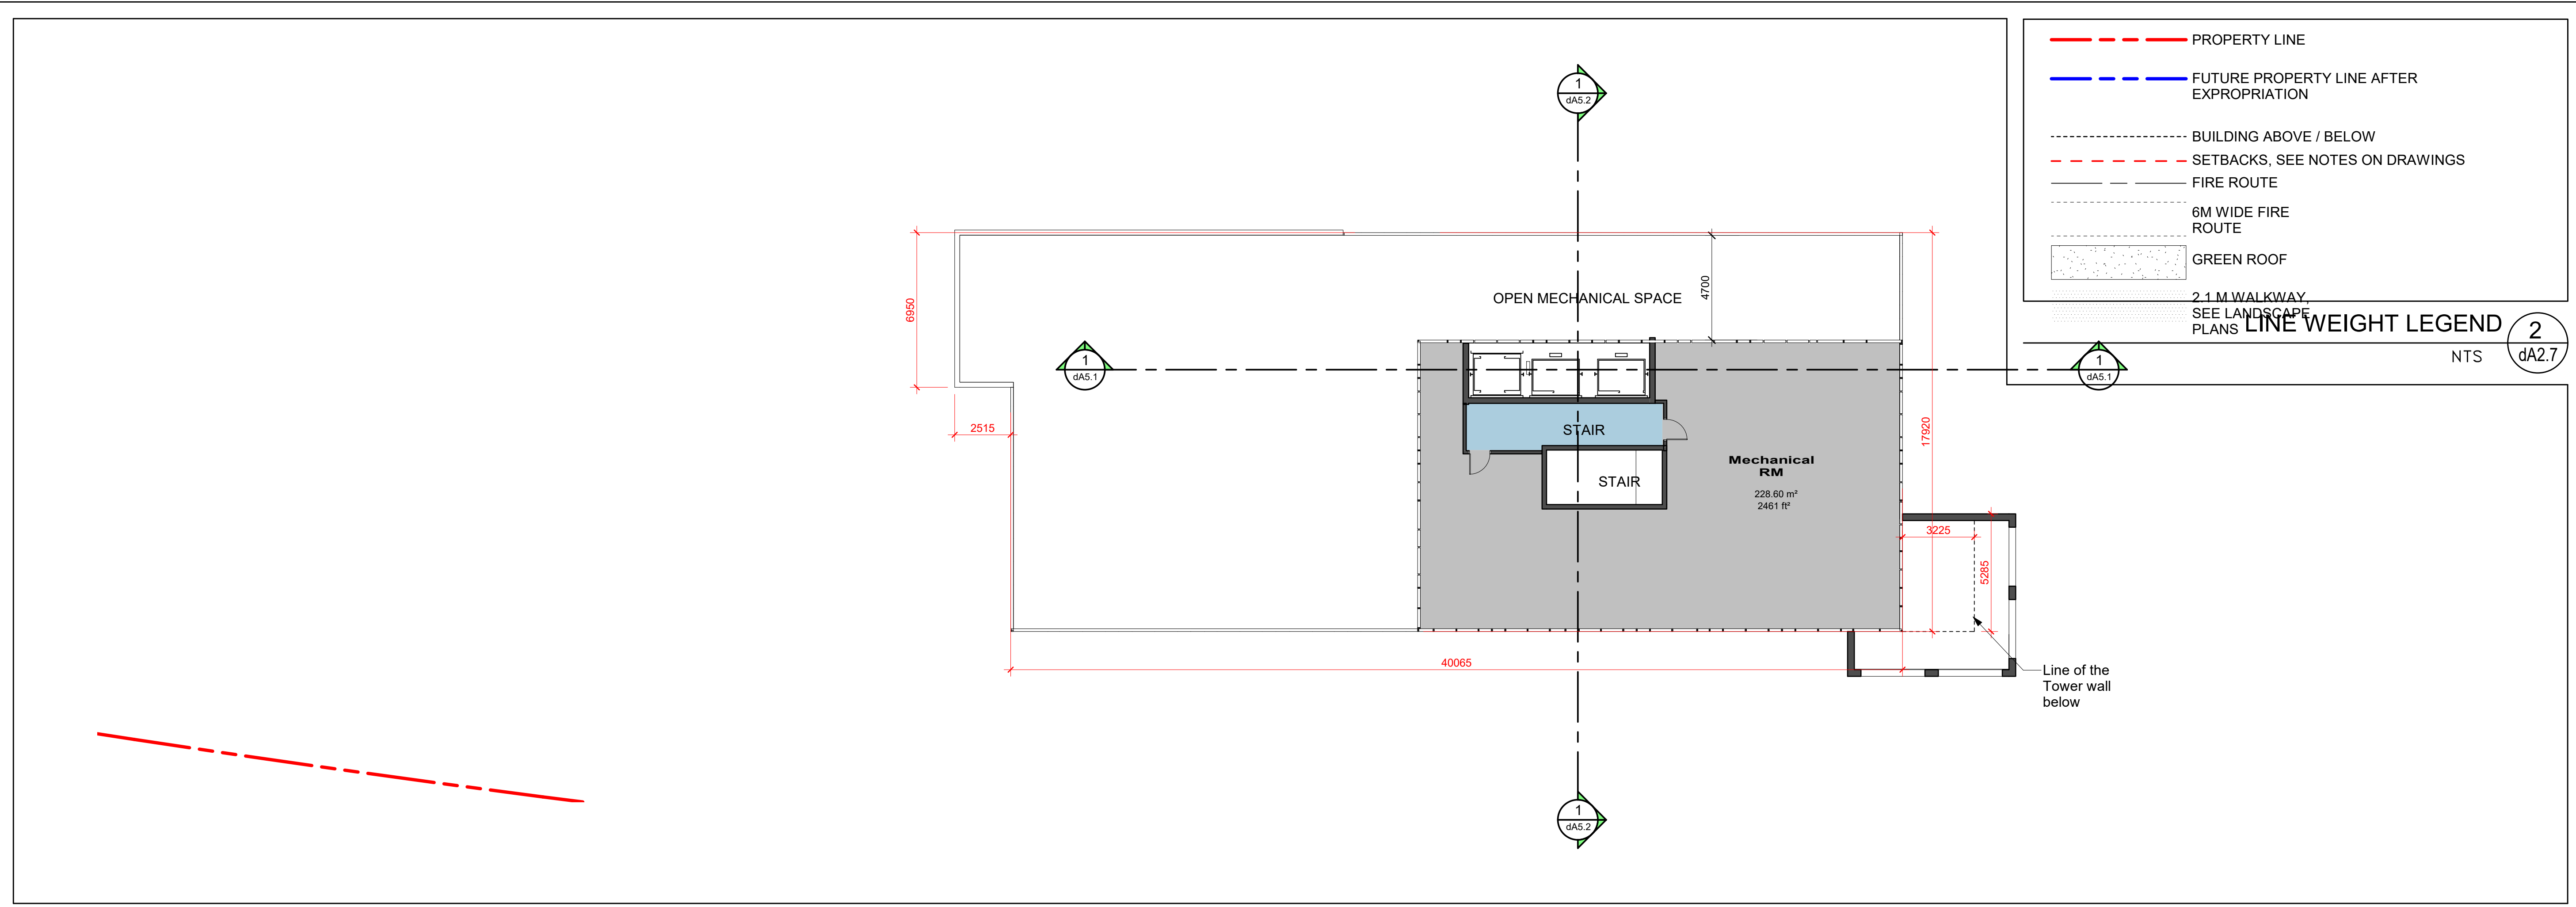 PROPERTY LINE
FUTURE PROPERTY LINE AFTER
EXPROPRIATION
BUILDING ABOVE / BELOW
SETBACKS, SEE NOTES ON DRAWINGS
FIRE ROUTE
6M WIDE FIRE
ROUTE
GREEN ROOF
2.1 M WALKWAY,
SEE LANDSCAPE
PLANS
LINE WEIGHT LEGEND
NTS
2
dA2.7
1
dA5.2
6950
2515
OPEN MECHANICAL SPACE
4700
17920
1
dA5.1
1
dA5.1
STAIR
STAIR
Mechanical
RM
228.60 m²
2461 ft²
3225
5285
40065
Line of the
Tower wall
below
1
dA5.2